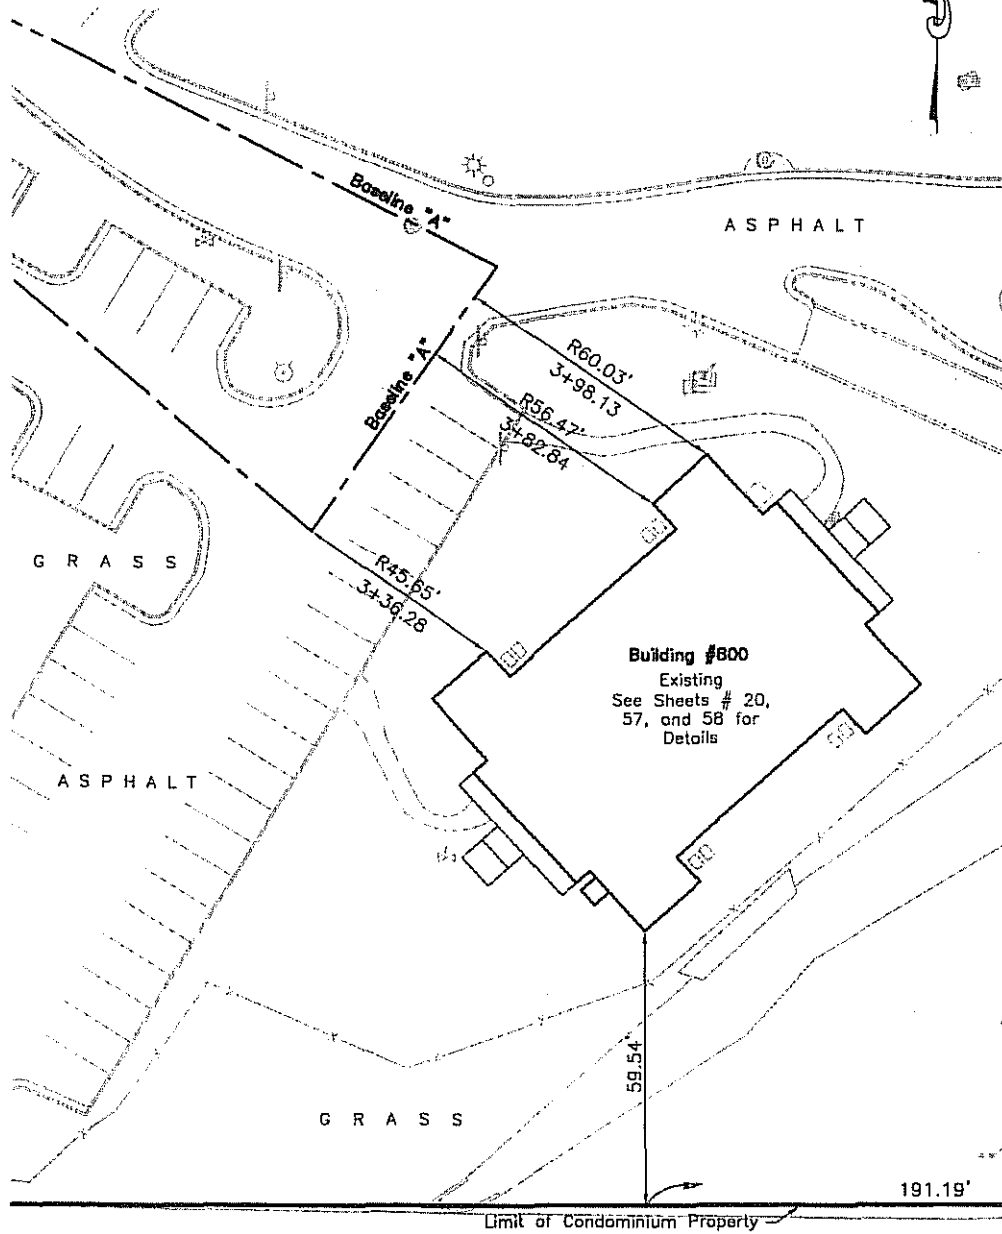 Baseline "A"
ASPHALT
Baseline "A"
R60.03'
3+98.13
R56.47'
3+82.84
GRASS
R45.65'
3+36.28
Building #800
Existing
See Sheets # 20,
57, and 58 for
Details
ASPHALT
59.54'
GRASS
191.19'
Limit of Condominium Property